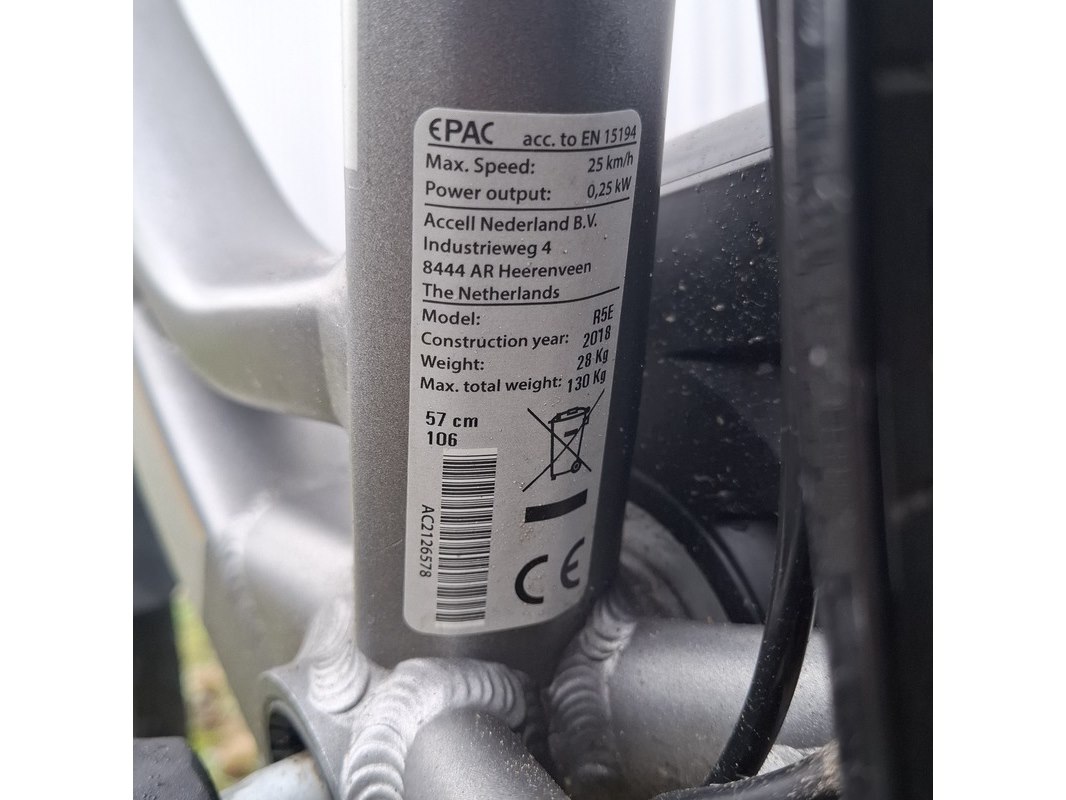 EPAC acc. to EN 15194
Max. Speed: 25 km/h
Power output: 0,25 kW
Accell Nederland B.V.
Industrieweg 4
8444 AR Heerenveen
The Netherlands
Model: R5E
Construction year: 2018
Weight: 28 Kg
Max. total weight: 130 Kg
57 cm
106
AC2126578
CE